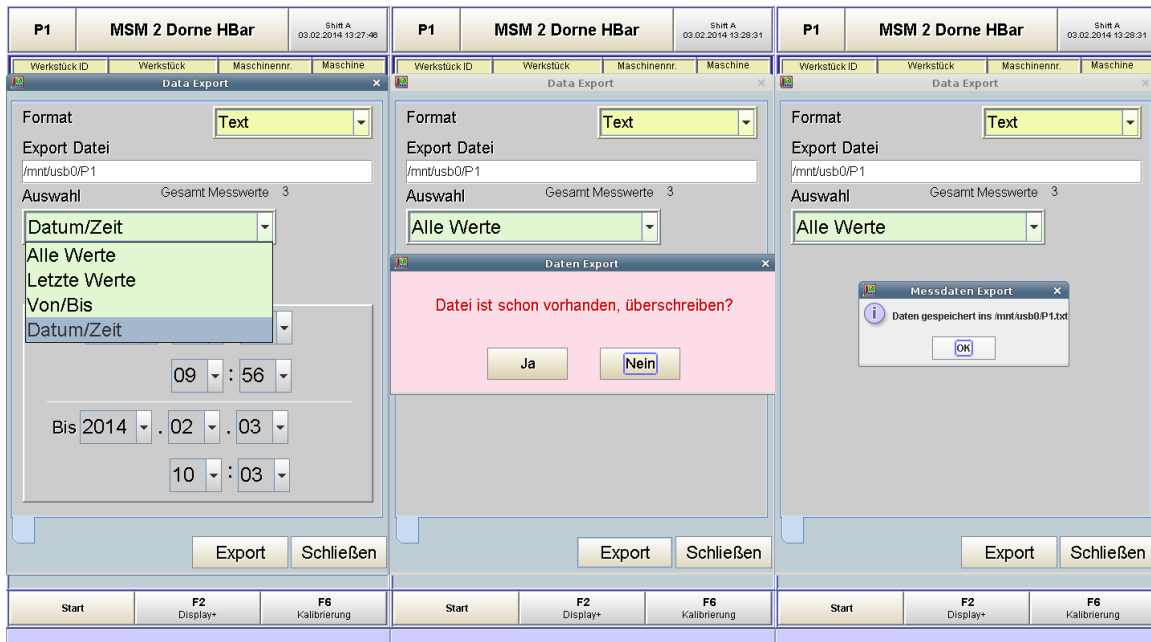 P1 MSM 2 Dorne HBar Shift A
03.02.2014 13:27:46
Werkstück ID Werkstück Maschinennr. Maschine
Data Export
Format Text
Export Datei
/mnt/usb0/P1
Auswahl Gesamt Messwerte 3
Datum/Zeit
Alle Werte
Letzte Werte
Von/Bis
Datum/Zeit
09 : 56
Bis 2014 . 02 . 03
10 : 03
Export Schließen
Start F2 F6
Display+ Kalibrierung
P1 MSM 2 Dorne HBar Shift A
03.02.2014 13:28:31
Werkstück ID Werkstück Maschinennr. Maschine
Data Export
Format Text
Export Datei
/mnt/usb0/P1
Auswahl Gesamt Messwerte 3
Alle Werte
Daten Export
Datei ist schon vorhanden, überschreiben?
Ja Nein
Export Schließen
Start F2 F6
Display+ Kalibrierung
P1 MSM 2 Dorne HBar Shift A
03.02.2014 13:28:31
Werkstück ID Werkstück Maschinennr. Maschine
Data Export
Format Text
Export Datei
/mnt/usb0/P1
Auswahl Gesamt Messwerte 3
Alle Werte
Messdaten Export
Daten gespeichert ins /mnt/usb0/P1.txt
OK
Export Schließen
Start F2 F6
Display+ Kalibrierung